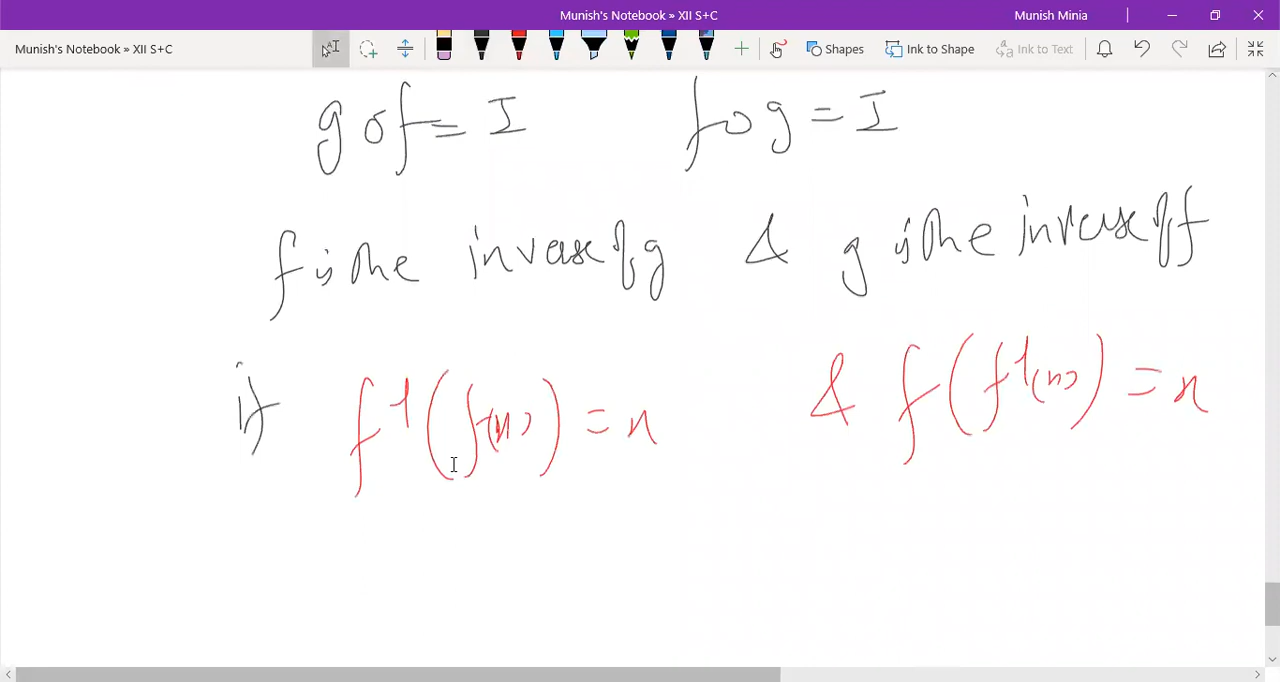 Munish's Notebook » XII S+C
Munish Minia
Munish's Notebook » XII S+C
Shapes
Ink to Shape
Ink to Text
gof = I fog = I
f is the inverse of g & g is the inverse of f
if f⁻¹(f(x)) = x & f(f⁻¹(x)) = x